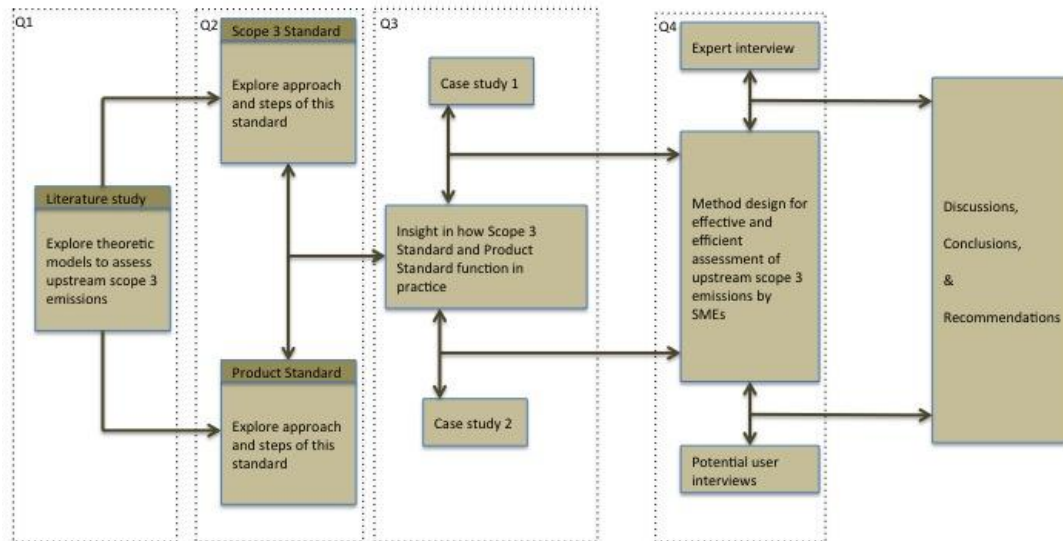 Q1
Literature study
Explore theoretic
models to assess
upstream scope 3
emissions
Q2
Scope 3 Standard
Explore approach
and steps of this
standard
Product Standard
Explore approach
and steps of this
standard
Q3
Case study 1
Insight in how Scope 3
Standard and Product
Standard function in
practice
Case study 2
Q4
Expert interview
Method design for
effective and
efficient
assessment of
upstream scope 3
emissions by
SMEs
Potential user
interviews
Discussions,
Conclusions,
&
Recommendations